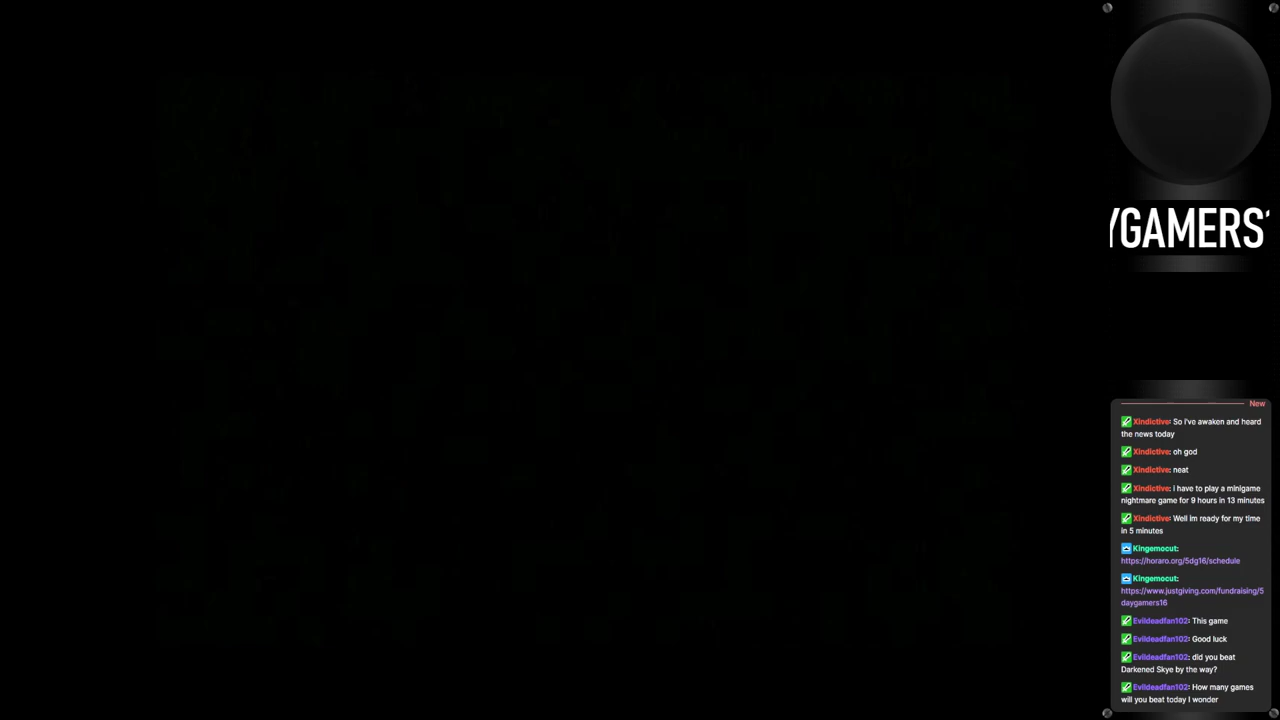 YGAMERS'
New
Xindictive: So I've awaken and heard
the news today
Xindictive: oh god
Xindictive: neat
Xindictive: I have to play a minigame
nightmare game for 9 hours in 13 minutes
Xindictive: Well im ready for my time
in 5 minutes
Kingemocut:
https://horaro.org/5dg16/schedule
Kingemocut:
https://www.justgiving.com/fundraising/5
daygamers16
Evildeadfan102: This game
Evildeadfan102: Good luck
Evildeadfan102: did you beat
Darkened Skye by the way?
Evildeadfan102: How many games
will you beat today I wonder